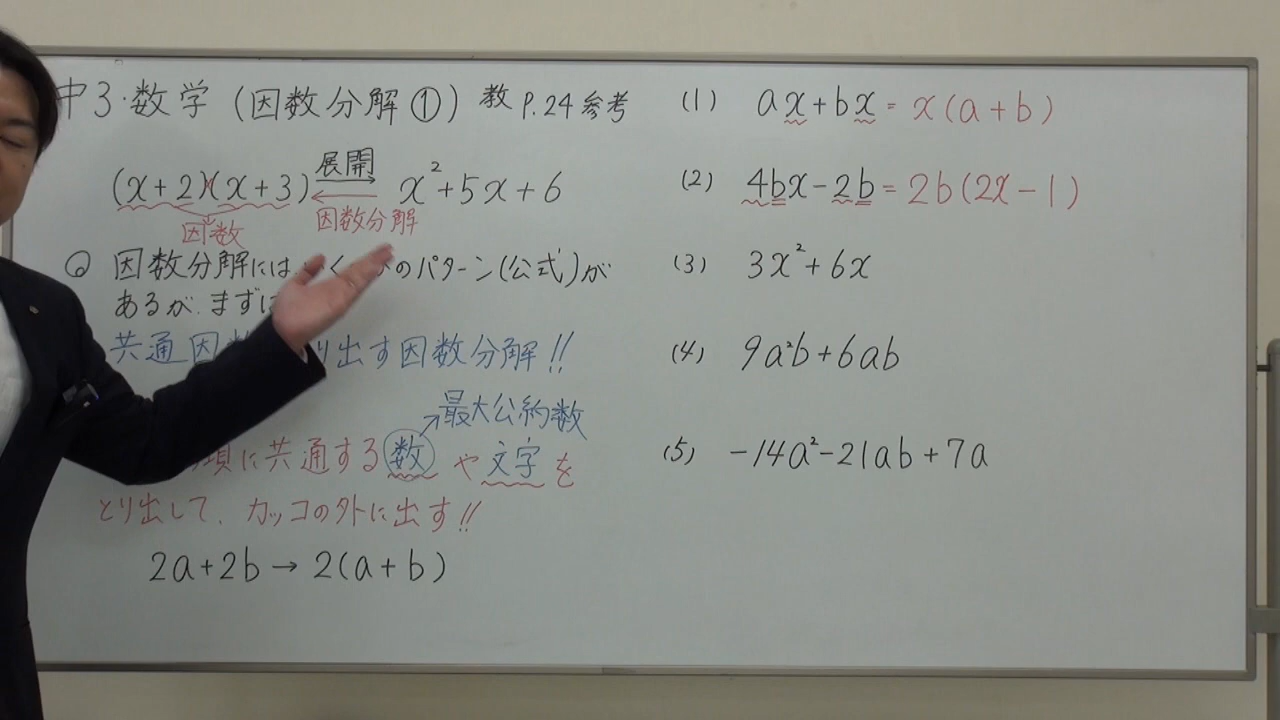 中3・数学 (因数分解①) 教 P.24 参考
(x+2)(x+3) 展開 x²+5x+6
因数 因数分解
◎ 因数分解には のパターン(公式)が
あるが、まずは
共通因 り出す因数分解!!
最大公約数
項に共通する数や文字を
とり出して、カッコの外に出す!!
2a+2b→2(a+b)
(1) ax+bx=x(a+b)
(2) 4bx-2b=2b(2x-1)
(3) 3x²+6x
(4) 9a²b+6ab
(5) -14a²-21ab+7a